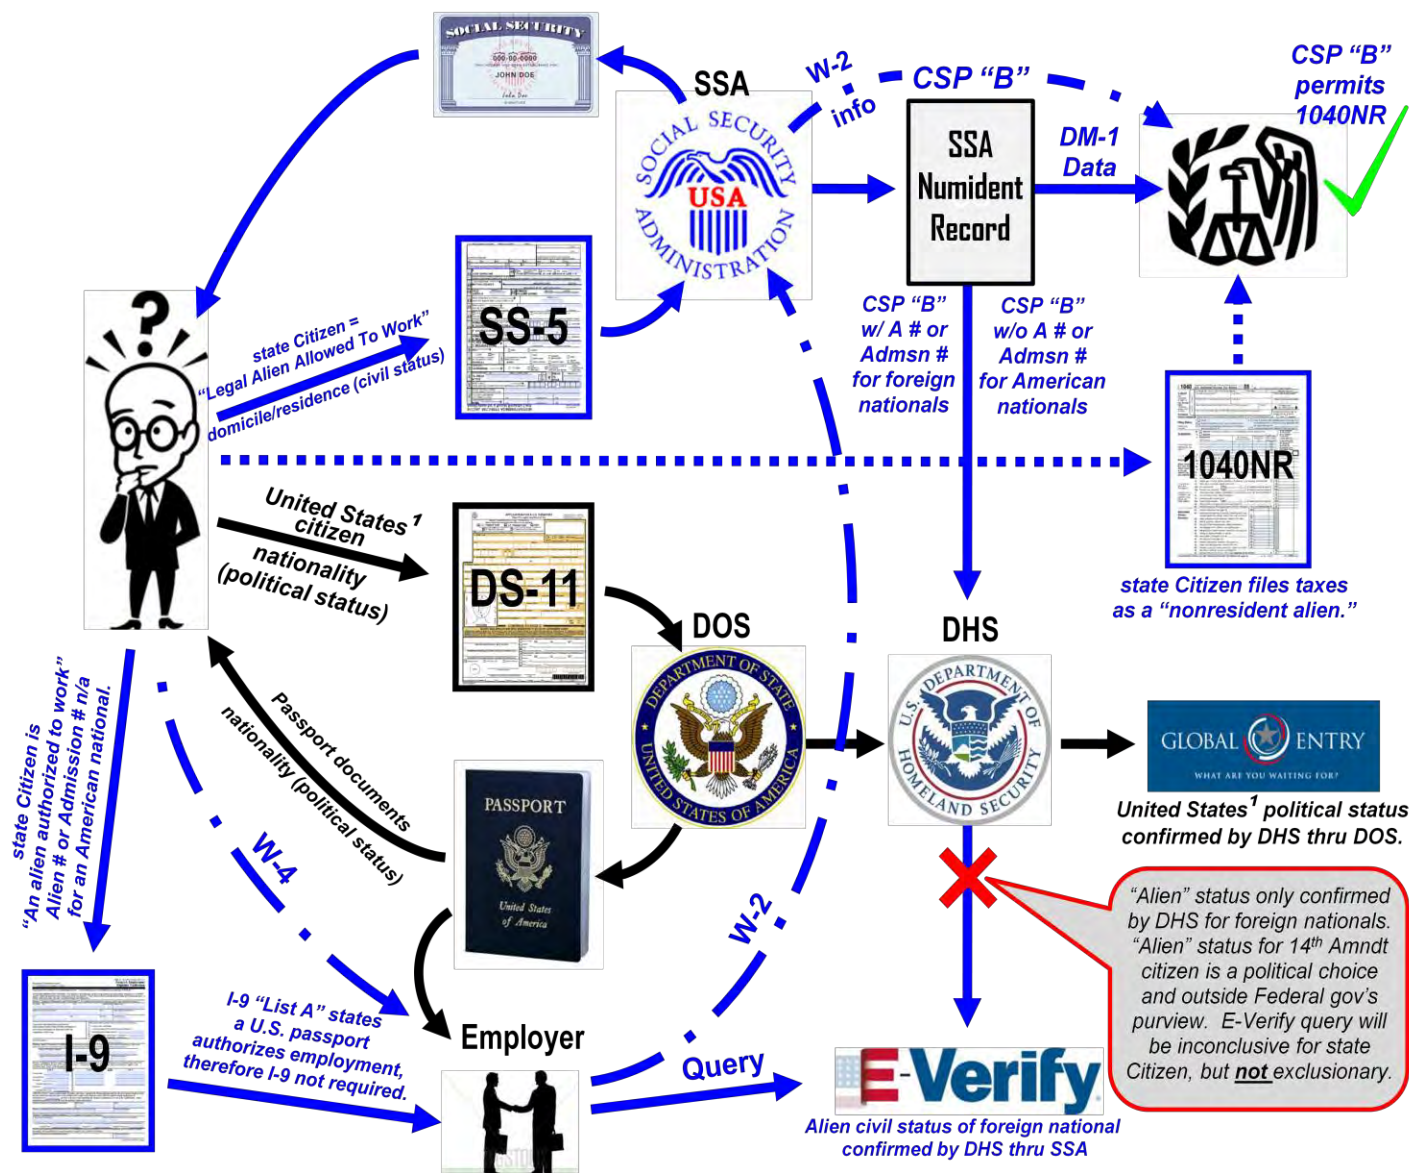 SOCIAL SECURITY
000-00-0000
JOHN DOE
SSA
SOCIAL SECURITY
ADMINISTRATION
USA
W-2
info
CSP “B”
SSA
Numident
Record
DM-1
Data
CSP “B”
permits
1040NR
SS-5
state Citizen =
“Legal Alien Allowed To Work”
domicile/residence (civil status)
?
CSP “B”
w/ A # or
Admsn #
for foreign
nationals
CSP “B”
w/o A # or
Admsn #
for American
nationals
1040
1040NR
state Citizen files taxes
as a “nonresident alien.”
United States1
citizen
nationality
(political status)
DS-11
DOS
DEPARTMENT OF STATE
UNITED STATES OF AMERICA
DHS
U.S. DEPARTMENT OF
HOMELAND SECURITY
GLOBAL ENTRY
WHAT ARE YOU WAITING FOR?
United States1 political status
confirmed by DHS thru DOS.
Passport documents
nationality (political status)
PASSPORT
United States
of America
state Citizen is
“An alien authorized to work”
Alien # or Admission # n/a
for an American national.
W-4
W-2
I-9
I-9 “List A” states
a U.S. passport
authorizes employment,
therefore I-9 not required.
Employer
Query
E-Verify
Alien civil status of foreign national
confirmed by DHS thru SSA
“Alien” status only confirmed
by DHS for foreign nationals.
“Alien” status for 14th Amndt
citizen is a political choice
and outside Federal gov’s
purview. E-Verify query will
be inconclusive for state
Citizen, but not exclusionary.